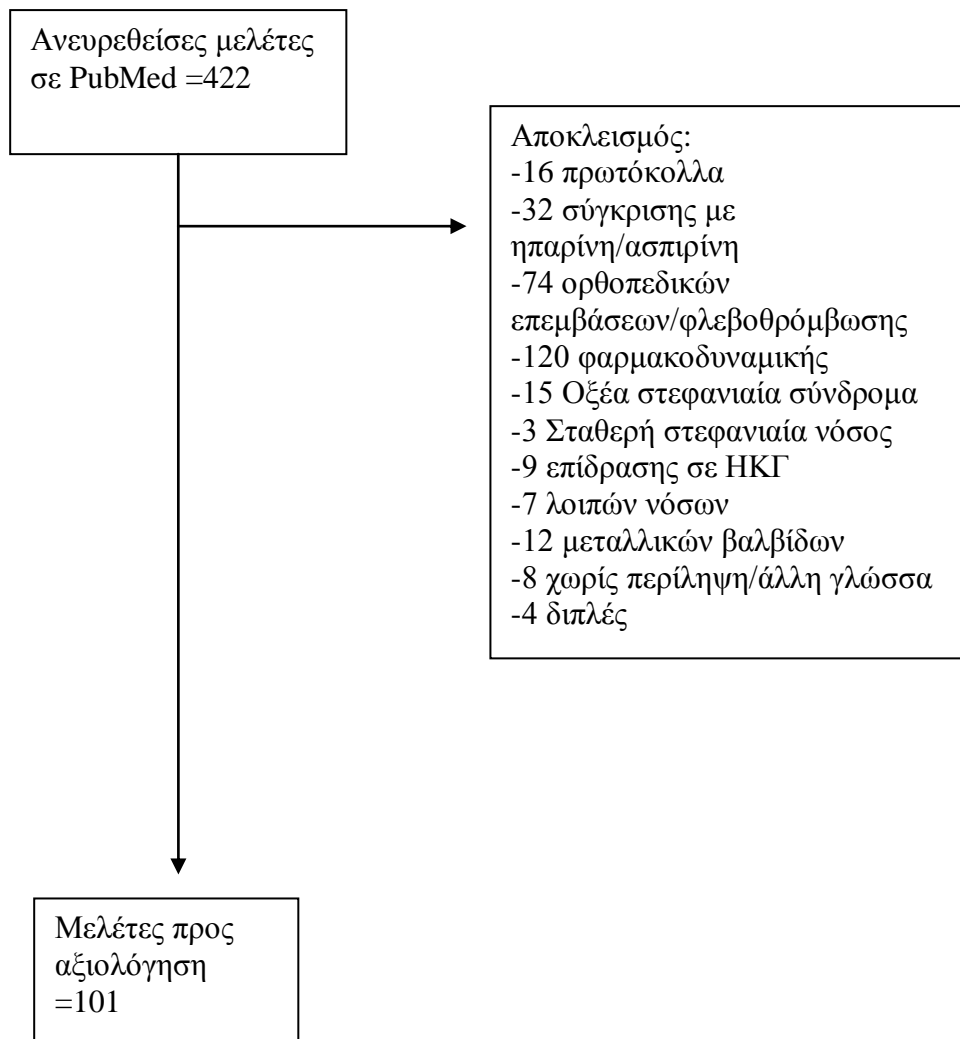 Ανευρεθείσες μελέτες
σε PubMed =422
Αποκλεισμός:
-16 πρωτόκολλα
-32 σύγκρισης με
ηπαρίνη/ασπιρίνη
-74 ορθοπεδικών
επεμβάσεων/φλεβοθρόμβωσης
-120 φαρμακοδυναμικής
-15 Οξέα στεφανιαία σύνδρομα
-3 Σταθερή στεφανιαία νόσος
-9 επίδρασης σε ΗΚΓ
-7 λοιπών νόσων
-12 μεταλλικών βαλβίδων
-8 χωρίς περίληψη/άλλη γλώσσα
-4 διπλές
Μελέτες προς
αξιολόγηση
=101